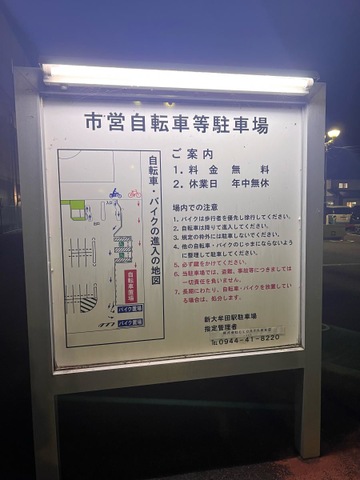 市営自転車等駐車場
ご案内
1. 料金 無料
2. 休業日 年中無休
自転車・バイクの進入の地図
自転車置場
バイク置場
バイク置場
場内での注意
1. バイクは歩行者を優先し徐行してください。
2. 自転車は降りて進入してください。
3. 規定の枠外には駐車しないでください。
4. 他の自転車・バイクのじゃまにならないよう
に整理して駐車してください。
5. 必ず鍵をかけてください。
6. 当駐車場では、盗難、事故等につきましては
一切責任を負いません。
7. 長期にわたり、自転車・バイクを放置してい
る場合は、処分します。
新大牟田駅駐車場
指定管理者
℡ 0944-41-8220